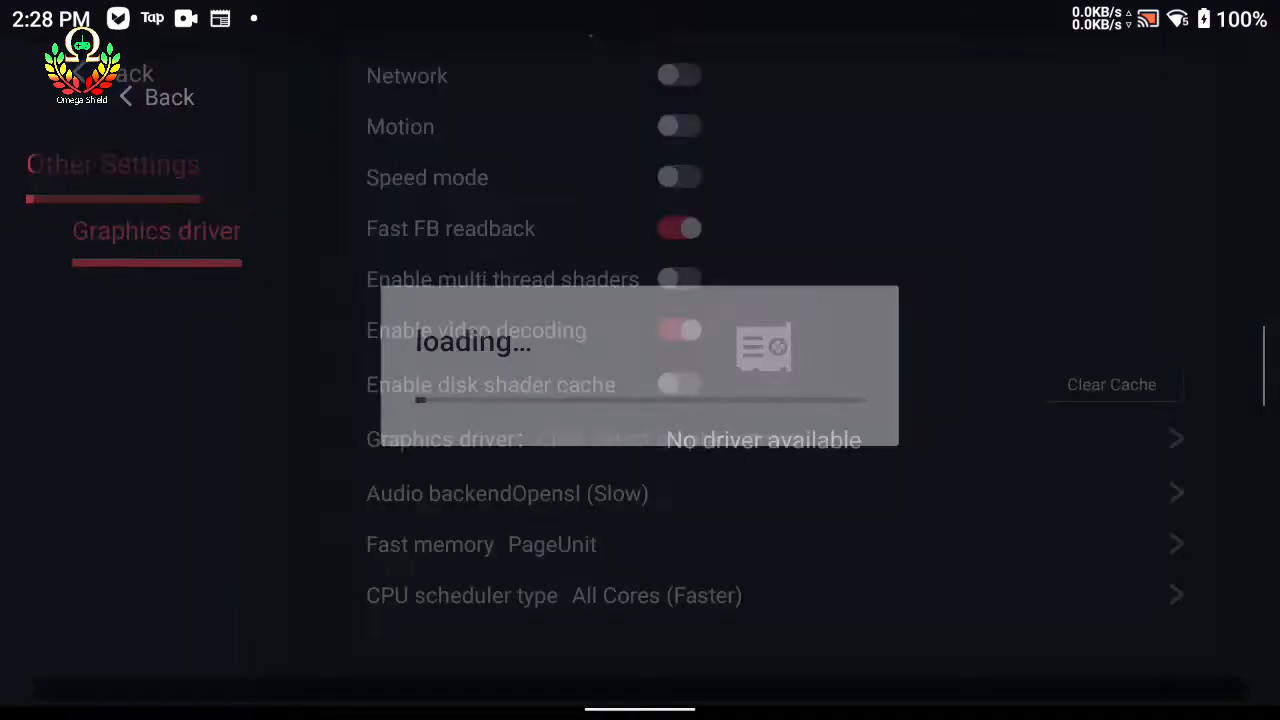 2:28 PM Tap 0.0KB/s 0.0KB/s 5 100%
Omega Shield
Back
Back
Other Settings
Graphics driver
Network
Motion
Speed mode
Fast FB readback
Enable multi thread shaders
Enable video decoding
loading...
Enable disk shader cache Clear Cache
Graphics driver: No driver available
Audio backendOpensl (Slow)
Fast memory PageUnit
CPU scheduler type All Cores (Faster)